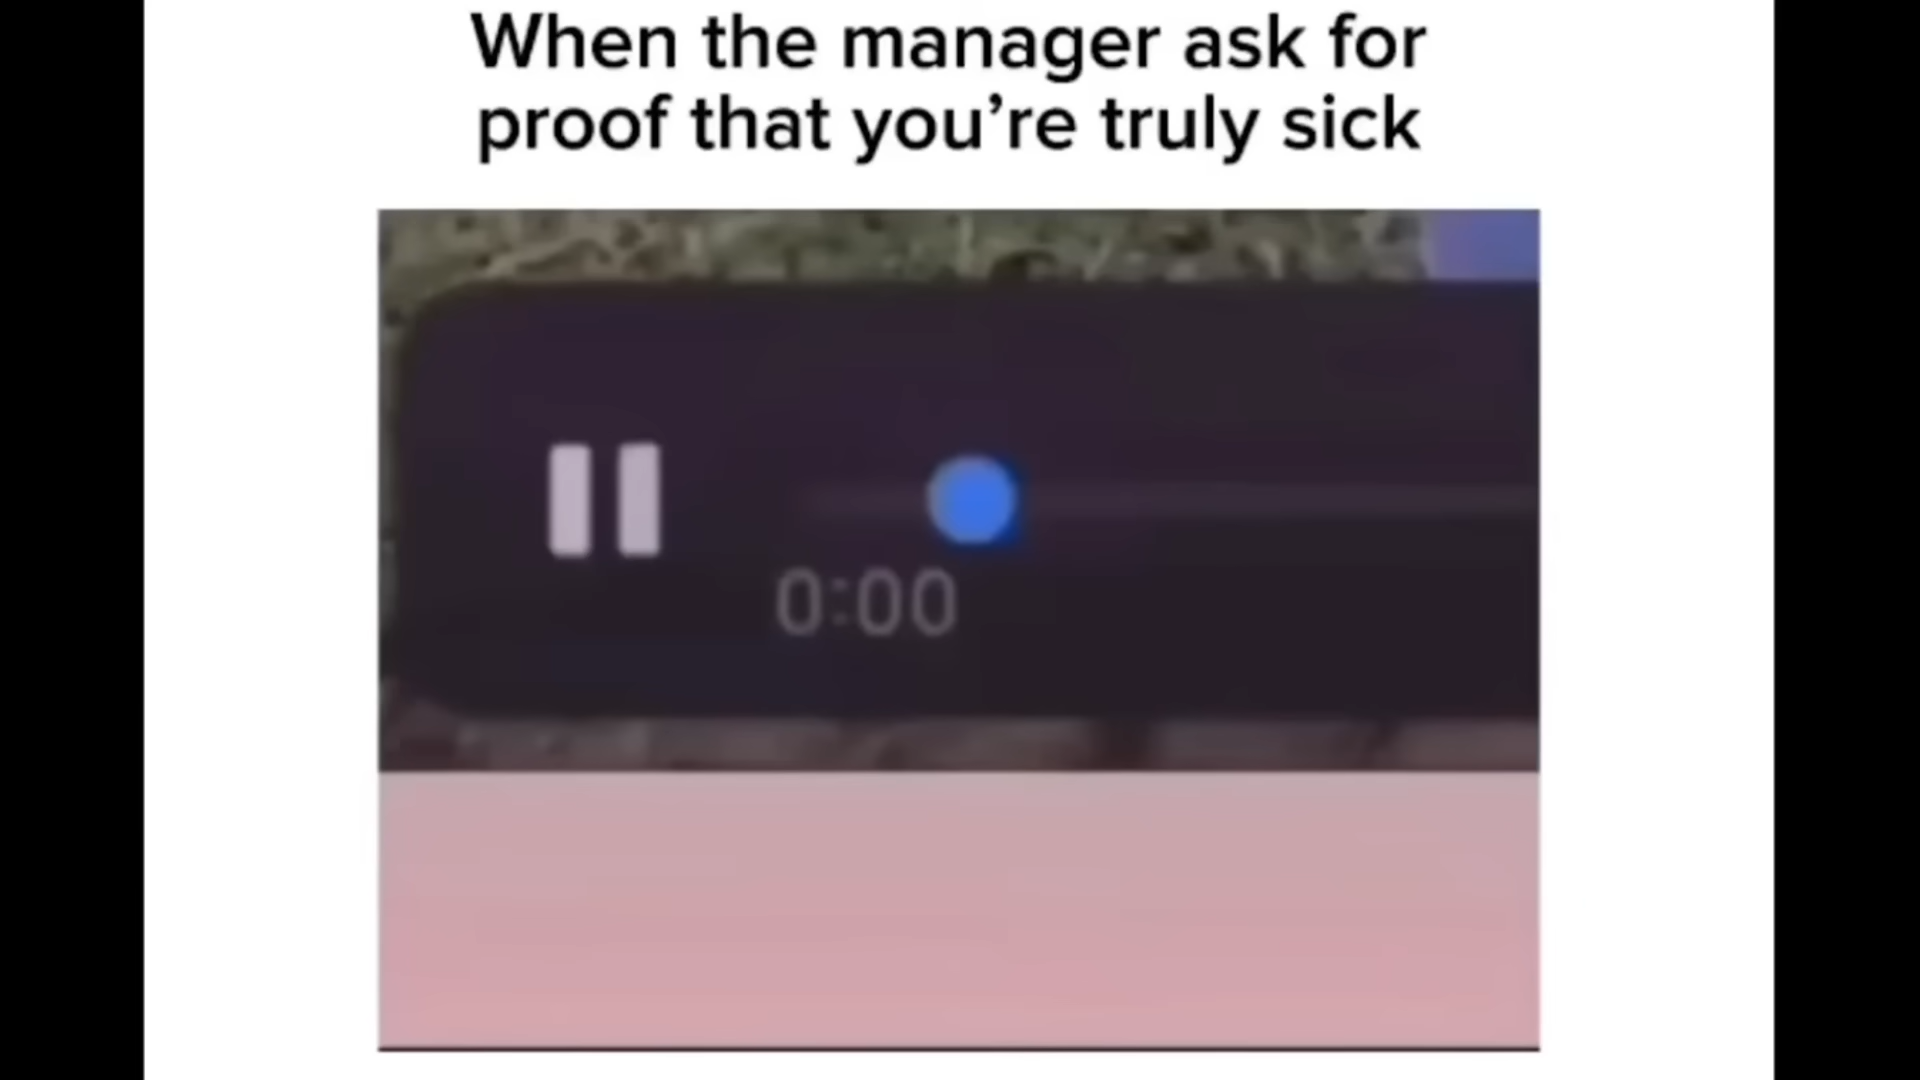 When the manager ask for
proof that you’re truly sick
0:00